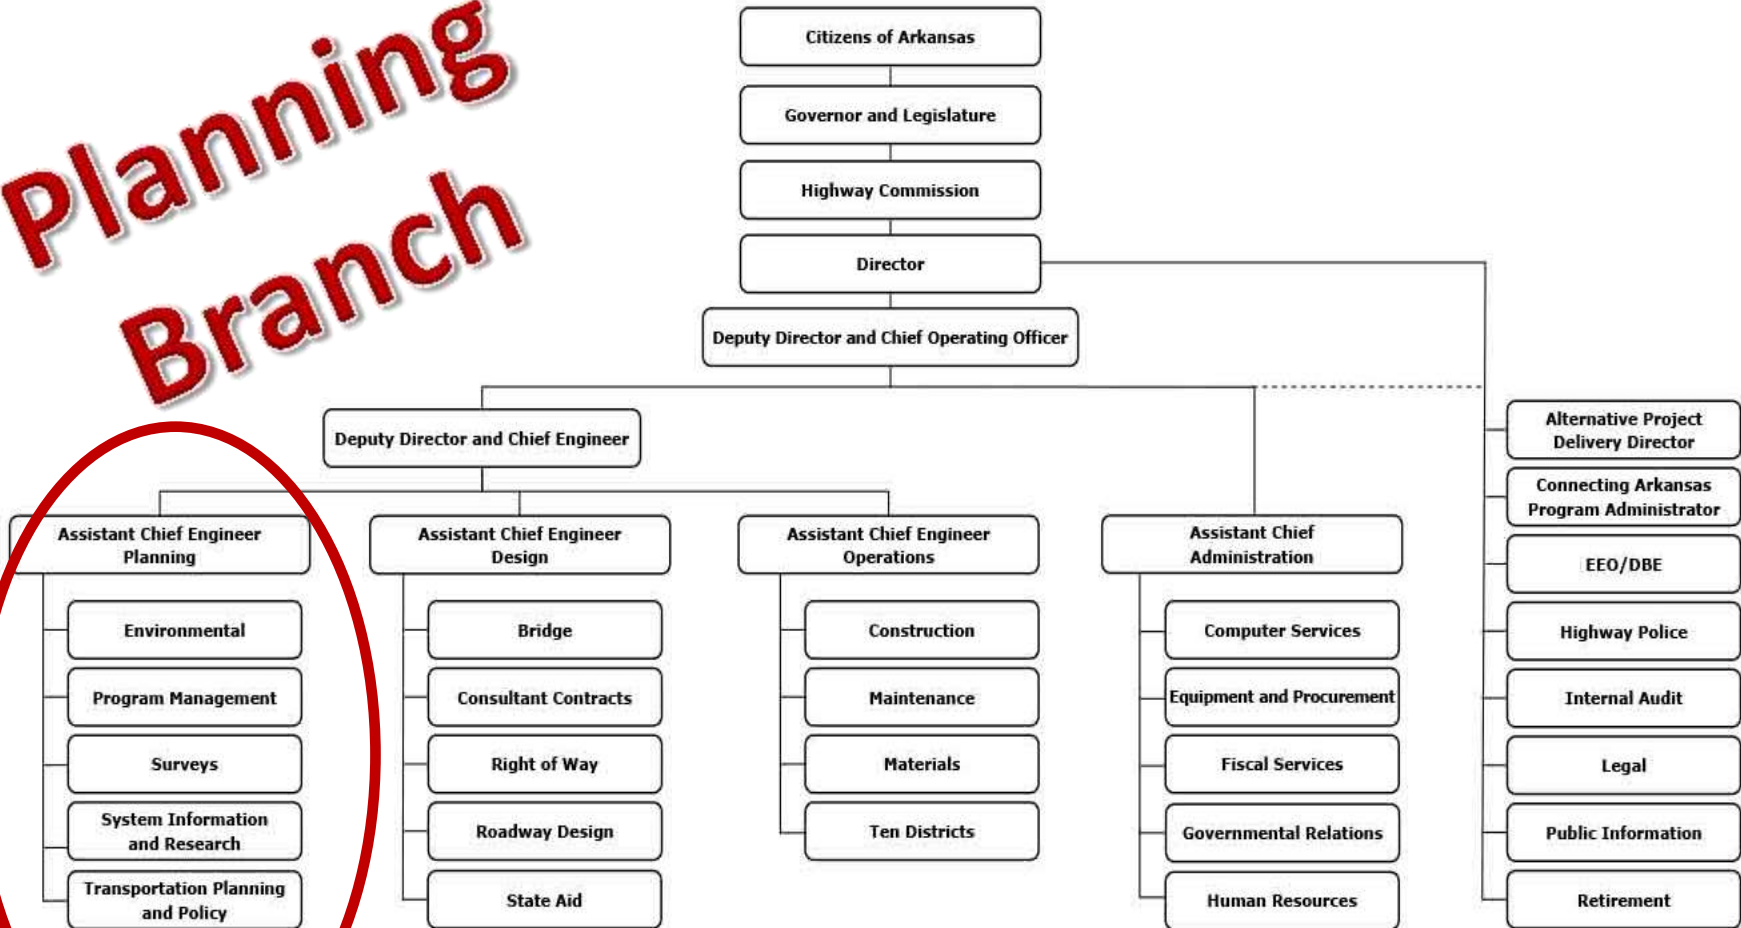 Planning
Branch
Citizens of Arkansas
Governor and Legislature
Highway Commission
Director
Deputy Director and Chief Operating Officer
Deputy Director and Chief Engineer
Assistant Chief Engineer
Planning
Environmental
Program Management
Surveys
System Information
and Research
Transportation Planning
and Policy
Assistant Chief Engineer
Design
Bridge
Consultant Contracts
Right of Way
Roadway Design
State Aid
Assistant Chief Engineer
Operations
Construction
Maintenance
Materials
Ten Districts
Assistant Chief
Administration
Computer Services
Equipment and Procurement
Fiscal Services
Governmental Relations
Human Resources
Alternative Project
Delivery Director
Connecting Arkansas
Program Administrator
EEO/DBE
Highway Police
Internal Audit
Legal
Public Information
Retirement